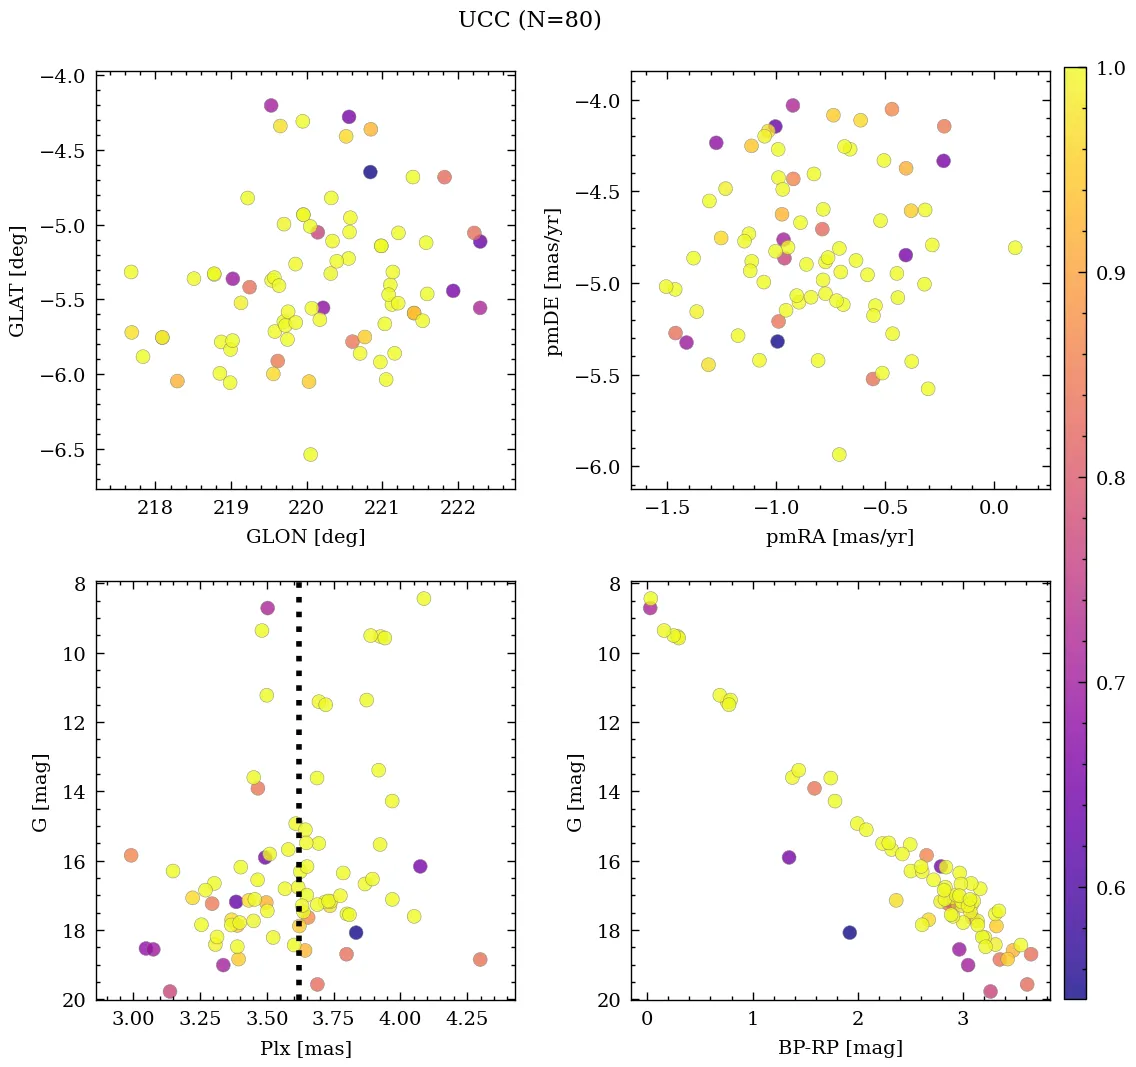 UCC (N=80)
−4.0
−4.5
−5.0
−5.5
−6.0
−6.5
GLAT [deg]
218 219 220 221 222
GLON [deg]
−4.0
−4.5
−5.0
−5.5
−6.0
pmDE [mas/yr]
−1.5 −1.0 −0.5 0.0
pmRA [mas/yr]
8
10
12
14
16
18
20
G [mag]
3.00 3.25 3.50 3.75 4.00 4.25
Plx [mas]
8
10
12
14
16
18
20
G [mag]
0 1 2 3
BP-RP [mag]
1.0
0.9
0.8
0.7
0.6